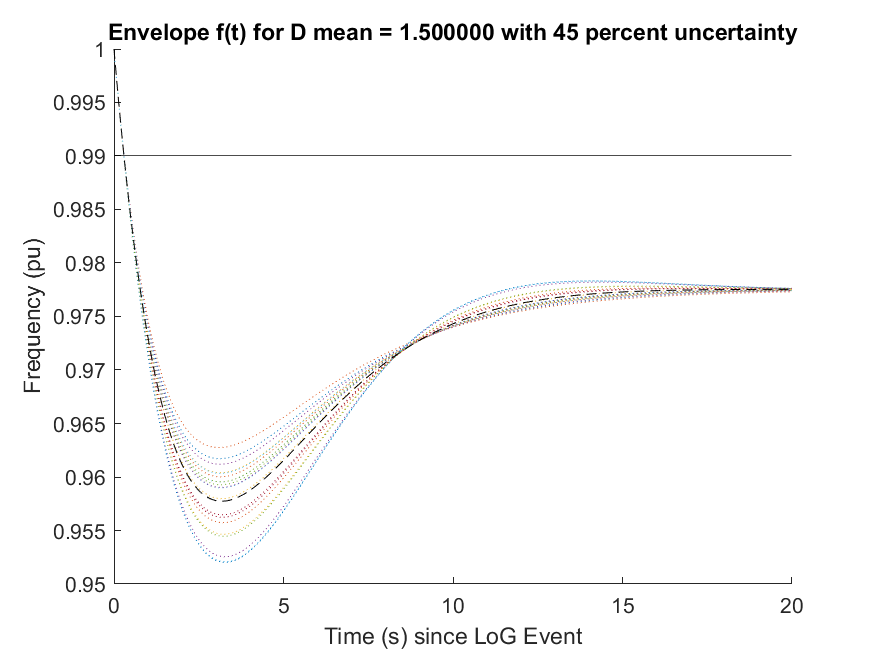 Envelope f(t) for D mean = 1.500000 with 45 percent uncertainty
1
0.995
0.99
0.985
0.98
0.975
0.97
0.965
0.96
0.955
0.95
Frequency (pu)
0 5 10 15 20
Time (s) since LoG Event